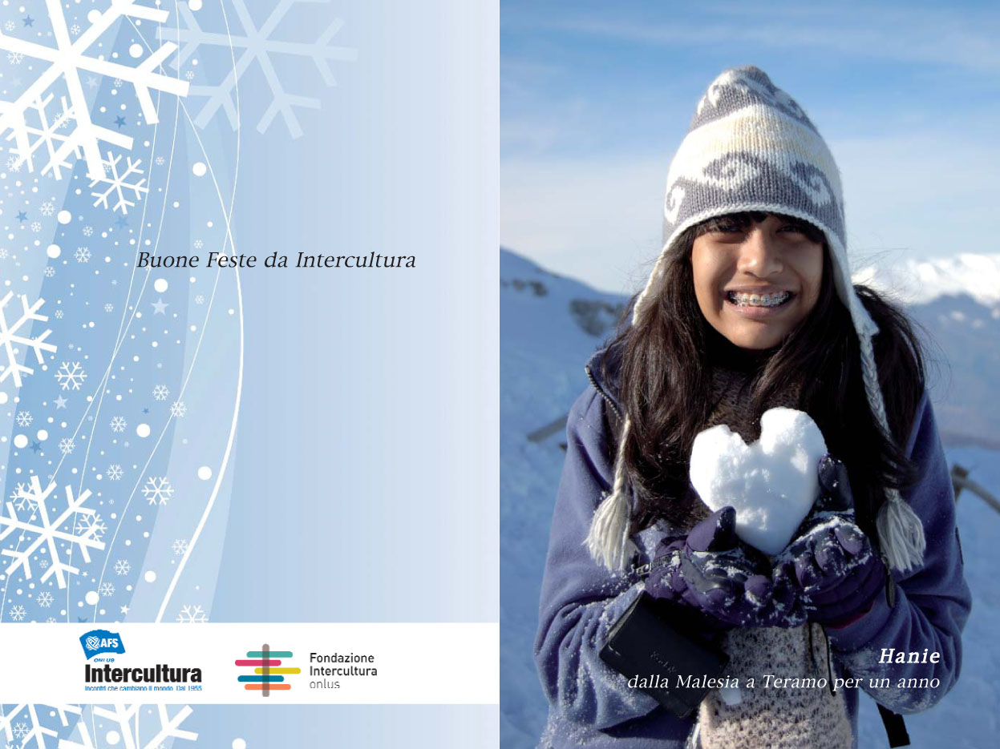 Buone Feste da Intercultura
AFS
ONLUS
Intercultura
Incontri che cambiano il mondo. Dal 1955
Fondazione
Intercultura
onlus
Hanie
dalla Malesia a Teramo per un anno